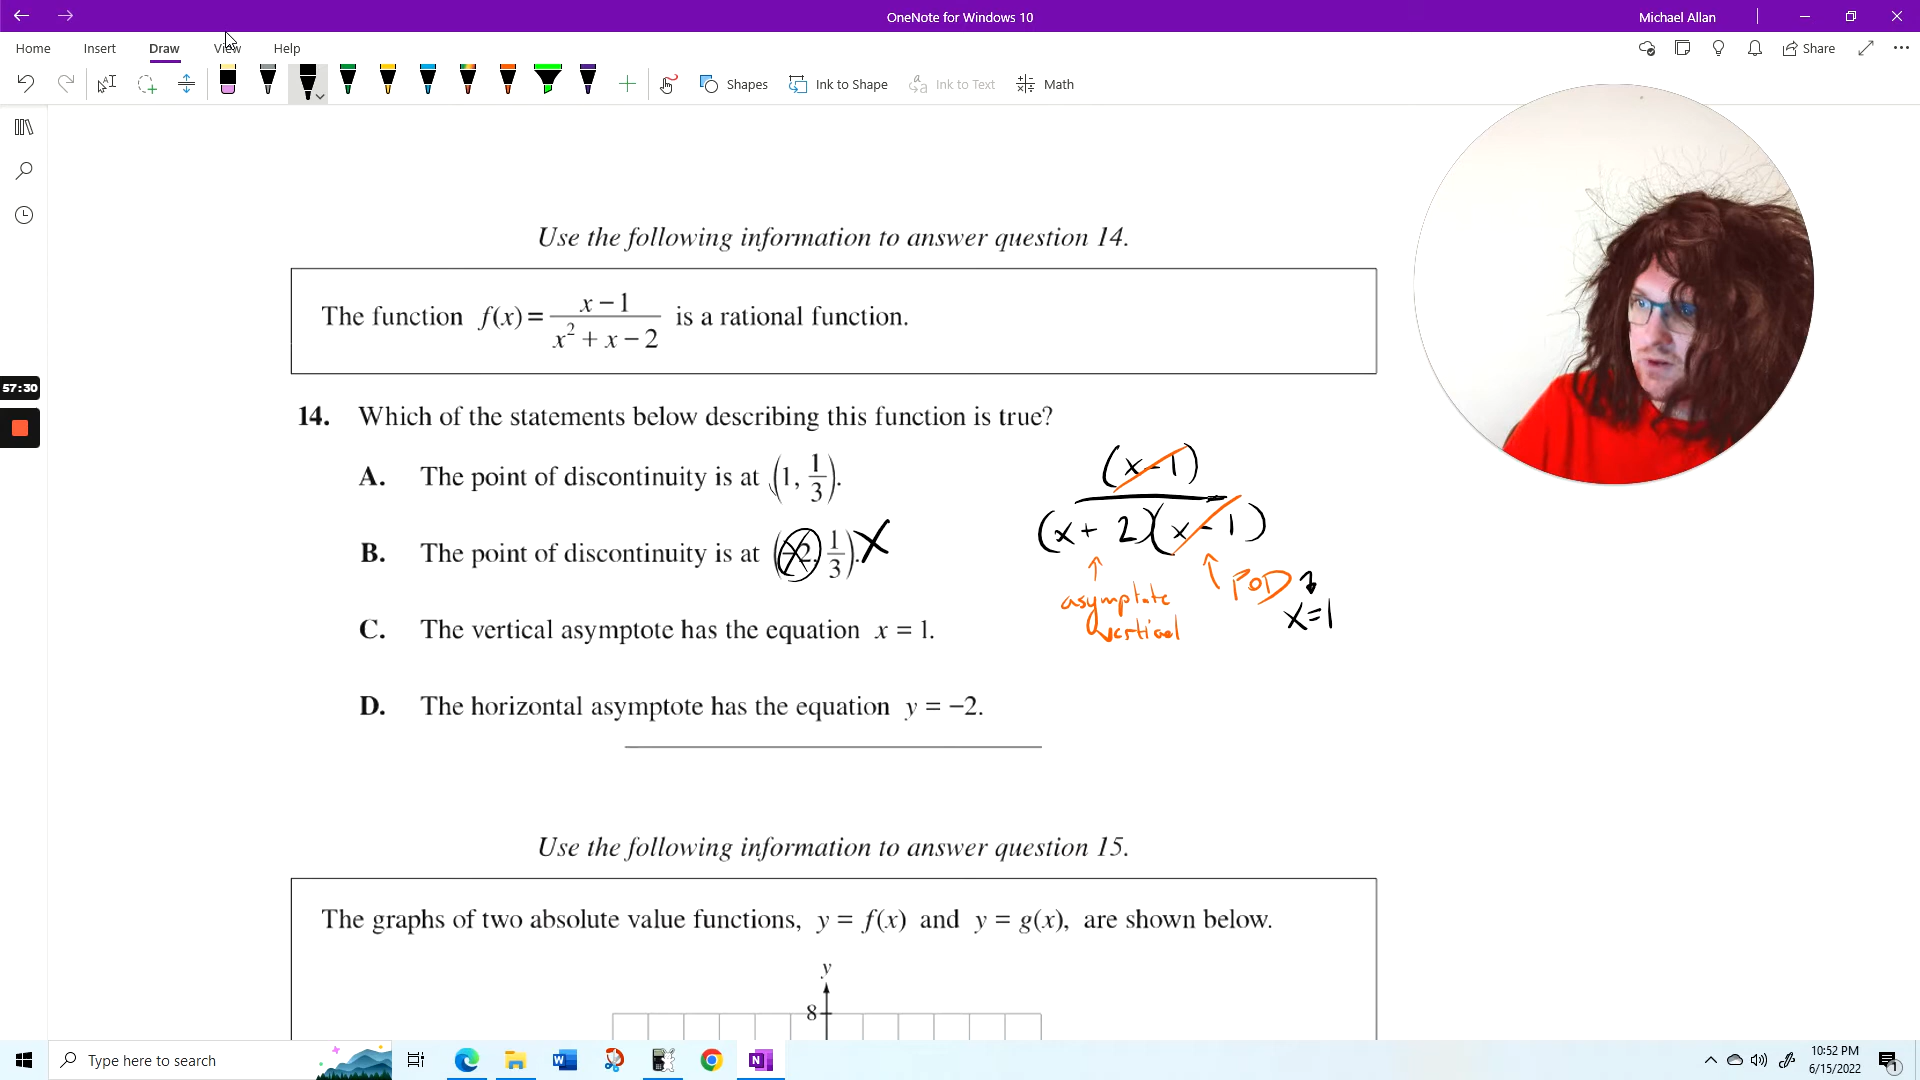 OneNote for Windows 10
Michael Allan
Home Insert Draw View Help
Share
Shapes
Ink to Shape
Ink to Text
Math
57:30
Use the following information to answer question 14.
The function f(x) = \frac{x − 1}{x² + x − 2} is a rational function.
14. Which of the statements below describing this function is true?
A. The point of discontinuity is at (1, 1/3).
B. The point of discontinuity is at (−2, 1/3). X
C. The vertical asymptote has the equation x = 1.
D. The horizontal asymptote has the equation y = −2.
(x − 1)
(x + 2)(x − 1)
asymptote
vertical
POD
x = 1
Use the following information to answer question 15.
The graphs of two absolute value functions, y = f(x) and y = g(x), are shown below.
y
8
Type here to search
10:52 PM
6/15/2022
1